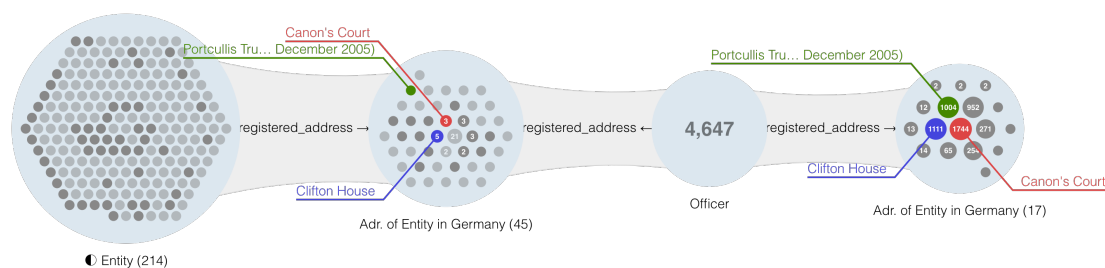 Canon's Court
Portcullis Tru… December 2005)
Portcullis Tru… December 2005)
2 2 2
12 1004 952
3 3
registered_address →
registered_address ←
4,647
registered_address →
13 1111 1744 271
5 21 3
2 2
14 65 254
Clifton House
Clifton House
Canon's Court
Officer
Adr. of Entity in Germany (45)
Adr. of Entity in Germany (17)
Entity (214)